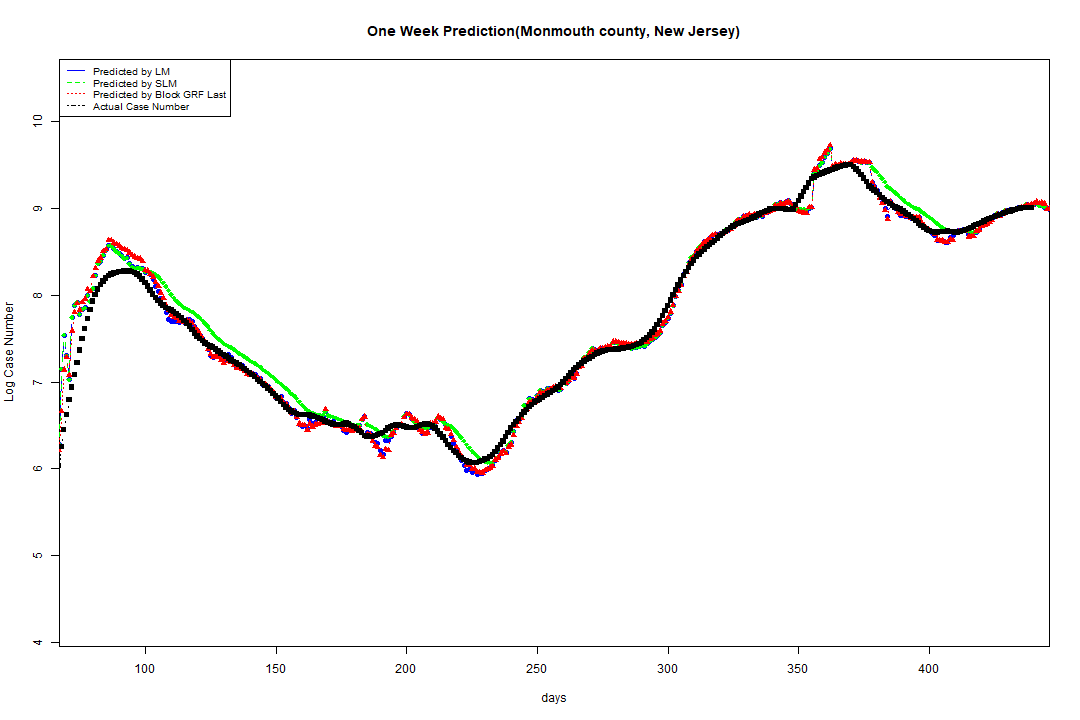 One Week Prediction(Monmouth county, New Jersey)
Predicted by LM
Predicted by SLM
Predicted by Block GRF Last
Actual Case Number
Log Case Number
10
9
8
7
6
5
4
100 150 200 250 300 350 400
days